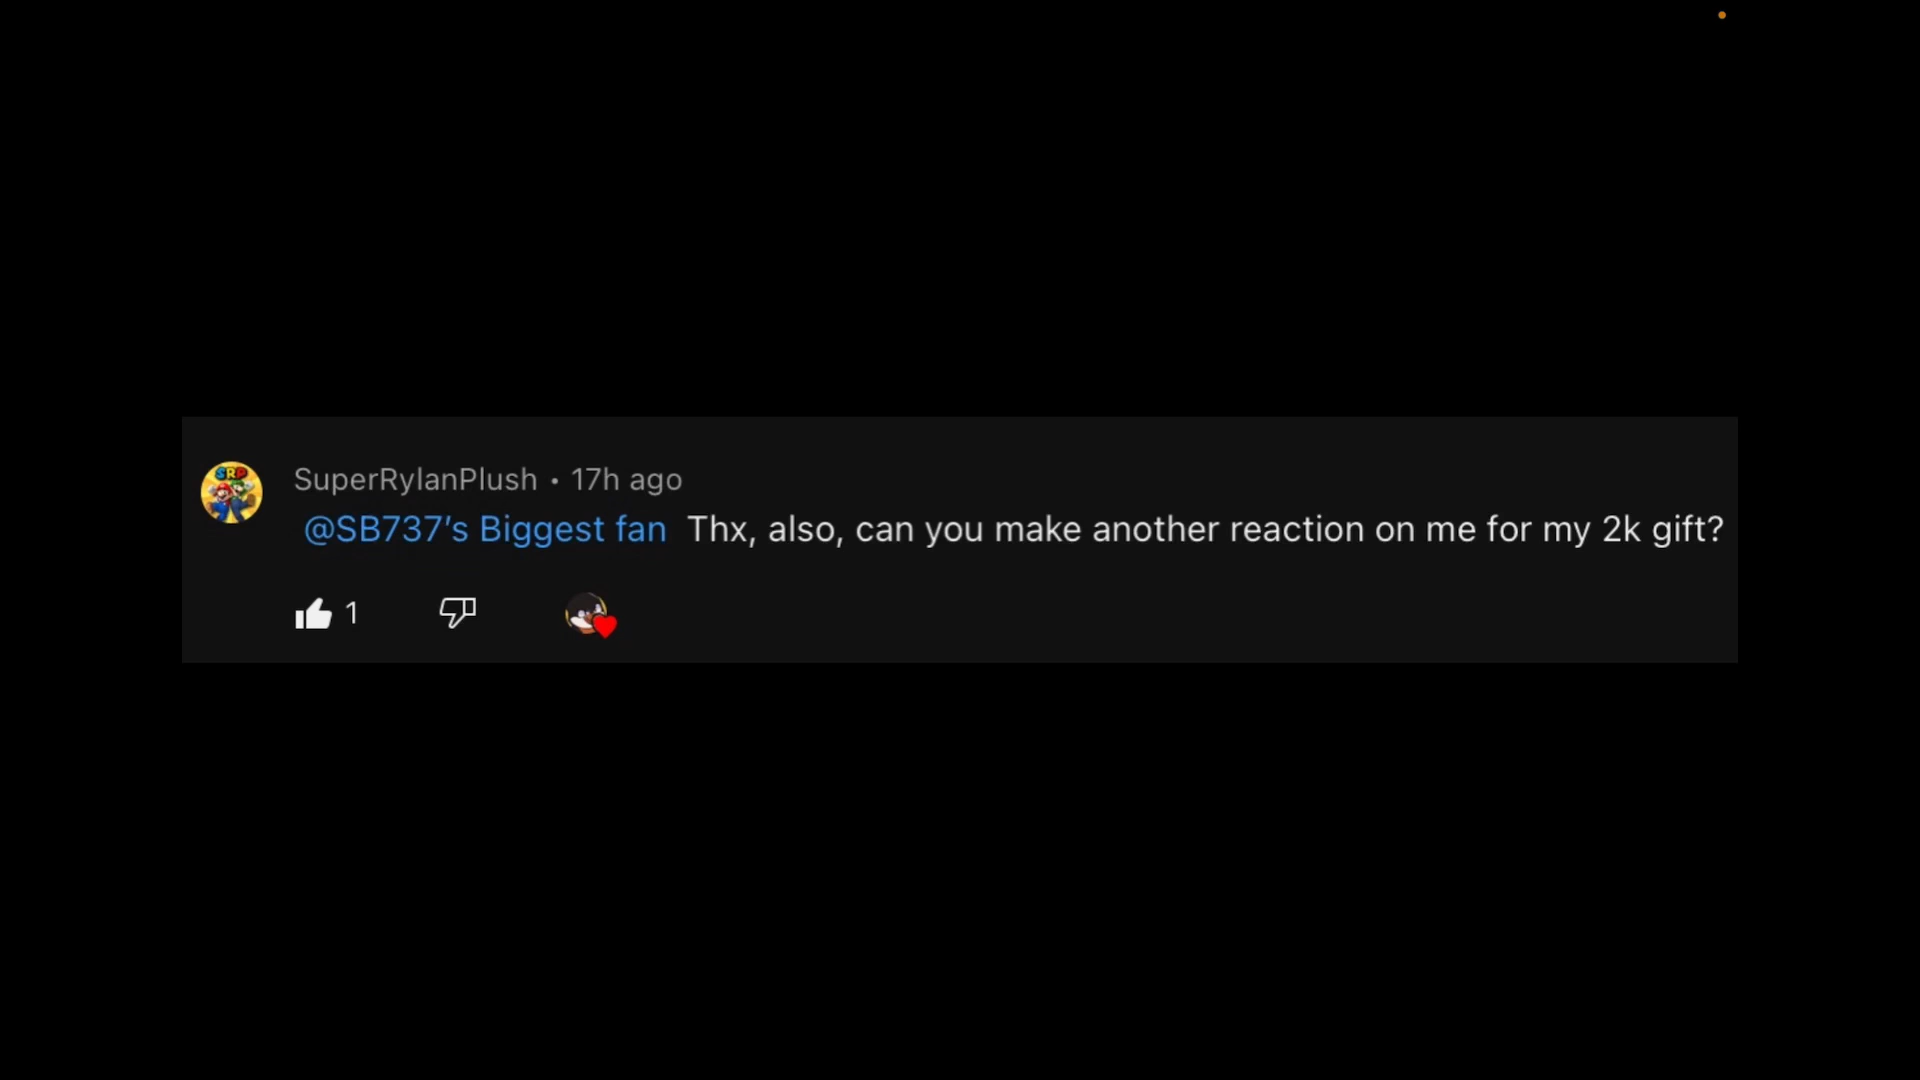 SRP
SuperRylanPlush • 17h ago
@SB737’s Biggest fan Thx, also, can you make another reaction on me for my 2k gift?
1